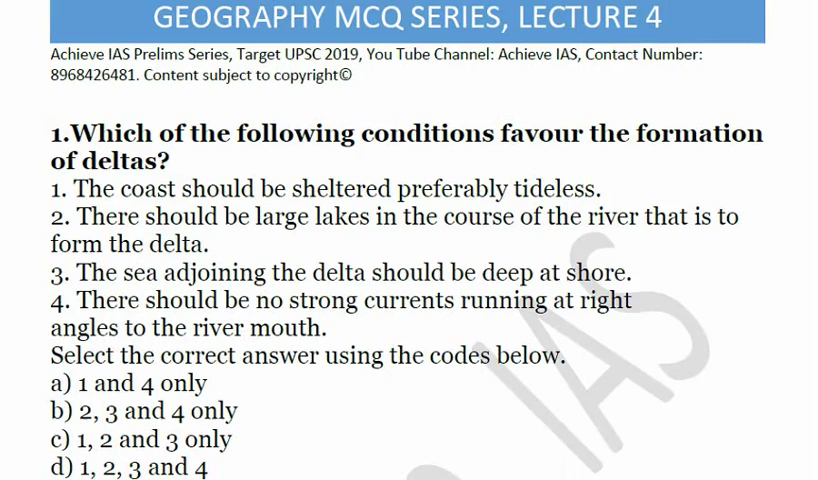 GEOGRAPHY MCQ SERIES, LECTURE 4
Achieve IAS Prelims Series, Target UPSC 2019, You Tube Channel: Achieve IAS, Contact Number:
8968426481. Content subject to copyright©
1.Which of the following conditions favour the formation
of deltas?
1. The coast should be sheltered preferably tideless.
2. There should be large lakes in the course of the river that is to
form the delta.
3. The sea adjoining the delta should be deep at shore.
4. There should be no strong currents running at right
angles to the river mouth.
Select the correct answer using the codes below.
a) 1 and 4 only
b) 2, 3 and 4 only
c) 1, 2 and 3 only
d) 1, 2, 3 and 4
IAS